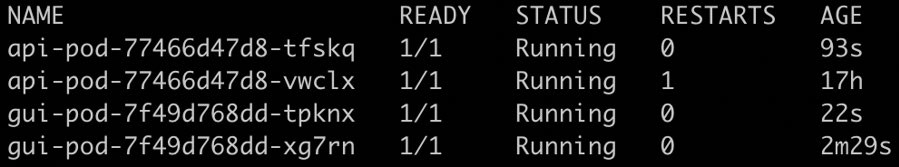 NAME READY STATUS RESTARTS AGE
api-pod-77466d47d8-tfskq 1/1 Running 0 93s
api-pod-77466d47d8-vwclx 1/1 Running 1 17h
gui-pod-7f49d768dd-tpknx 1/1 Running 0 22s
gui-pod-7f49d768dd-xg7rn 1/1 Running 0 2m29s